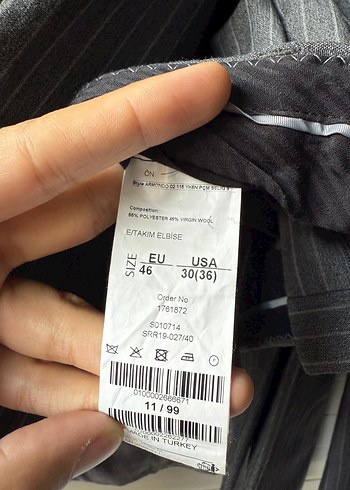 ÖN
Composition:
POLYESTER 45% VIRGIN WOOL
E/TAKIM ELBİSE
SIZE
EU USA
46 30(36)
Order No
1761872
S010714
SRR19-027/40
0100002666671
11 / 99
MADE IN TURKEY